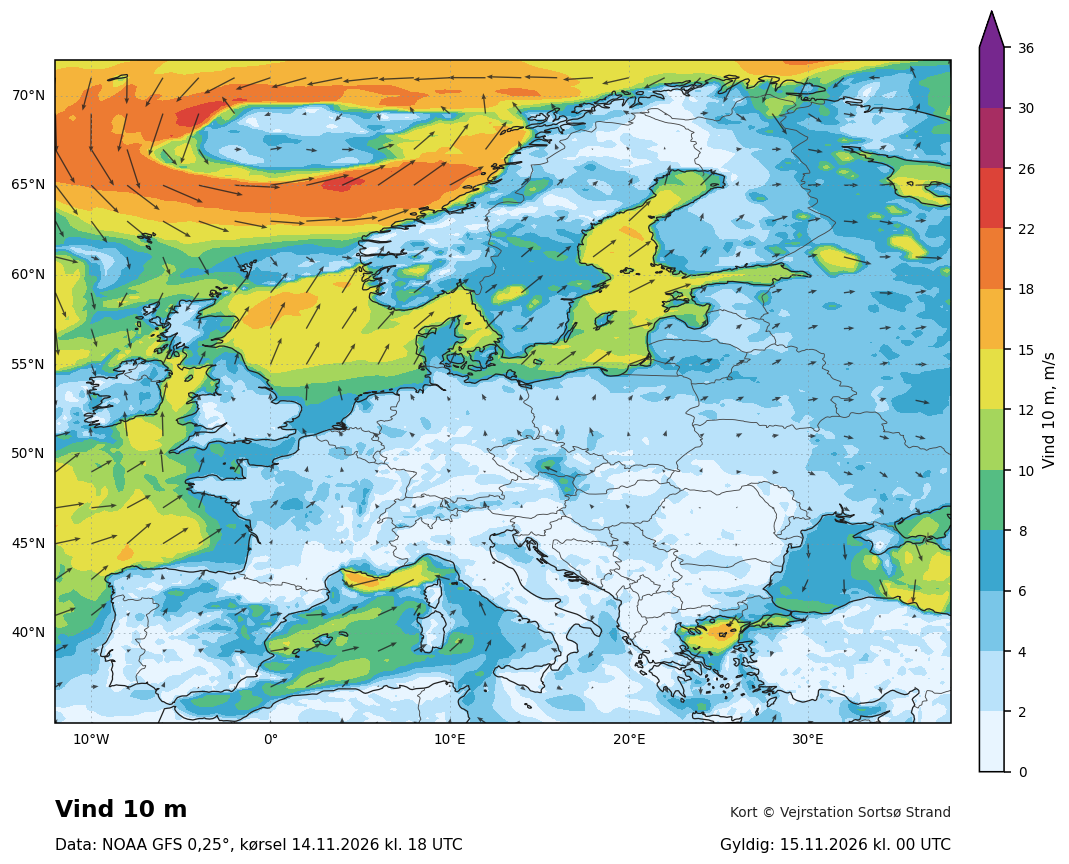 36
30
26
22
18
15
12
10
8
6
4
2
0
Vind 10 m, m/s
70°N
65°N
60°N
55°N
50°N
45°N
40°N
10°W
0°
10°E
20°E
30°E
Vind 10 m
Kort © Vejrstation Sortsø Strand
Data: NOAA GFS 0,25°, kørsel 14.11.2026 kl. 18 UTC
Gyldig: 15.11.2026 kl. 00 UTC